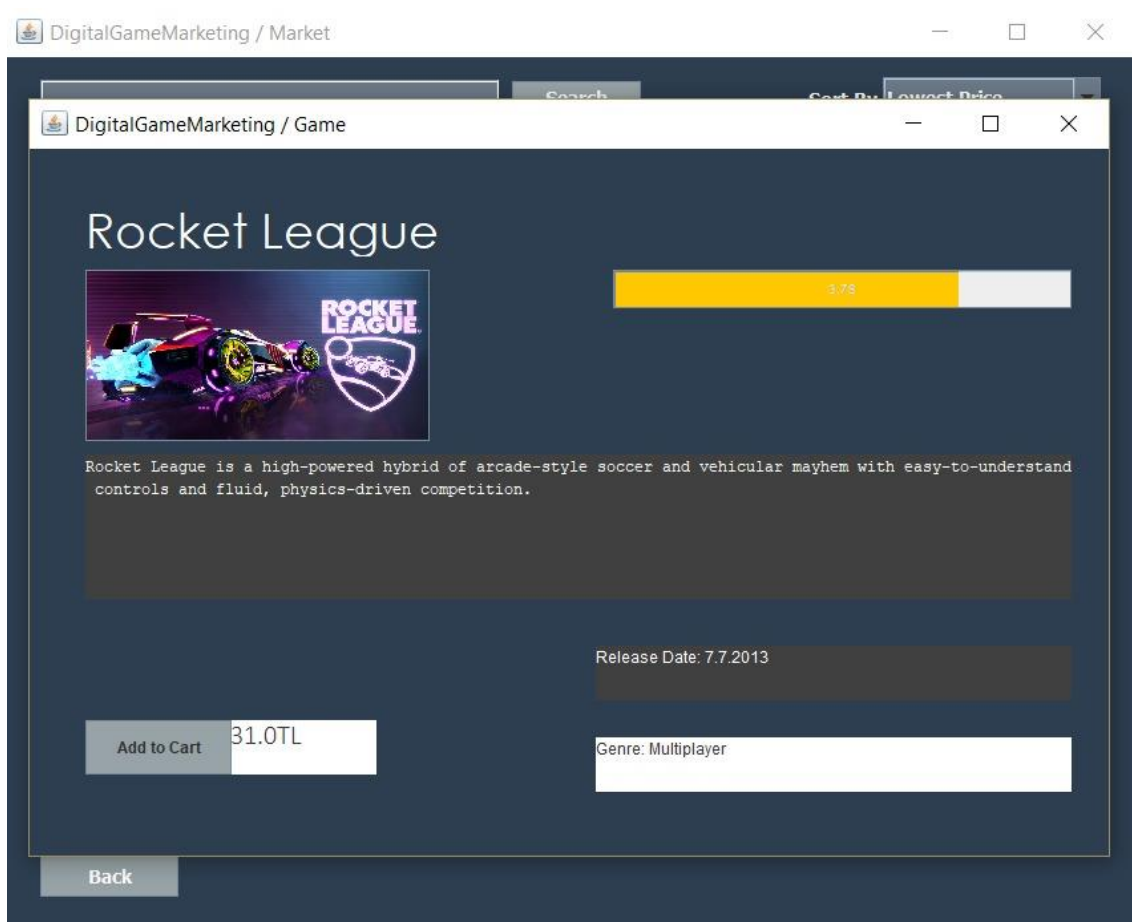 DigitalGameMarketing / Market
Search
Sort By Lowest Price
DigitalGameMarketing / Game
Rocket League
ROCKET
LEAGUE
3.78
Rocket League is a high-powered hybrid of arcade-style soccer and vehicular mayhem with easy-to-understand
controls and fluid, physics-driven competition.
Release Date: 7.7.2013
Add to Cart
31.0TL
Genre: Multiplayer
Back